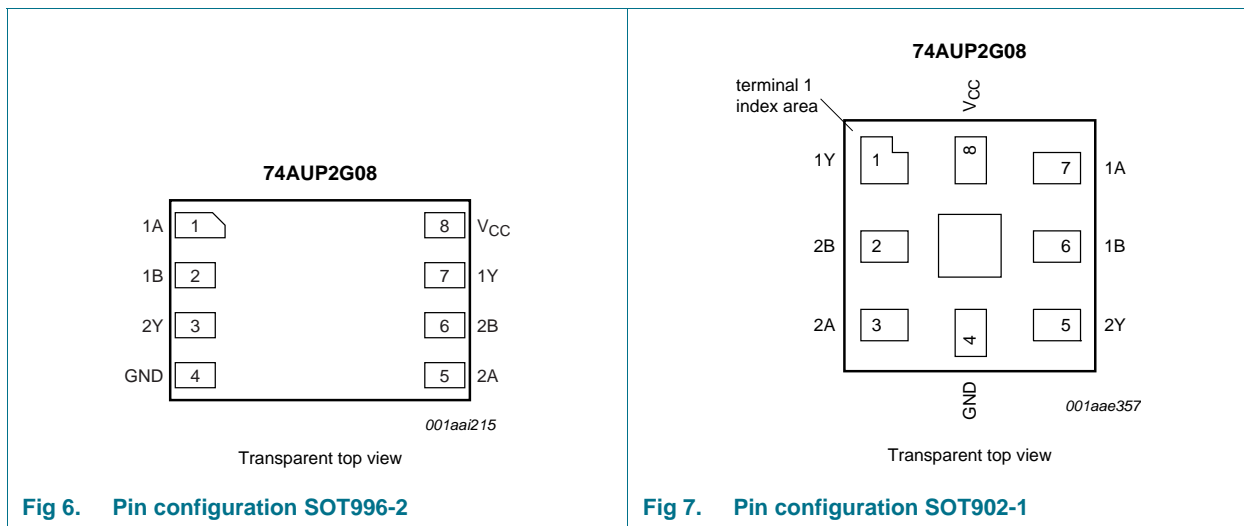 74AUP2G08
1A 1 8 VCC
1B 2 7 1Y
2Y 3 6 2B
GND 4 5 2A
001aai215
Transparent top view
Fig 6. Pin configuration SOT996-2
74AUP2G08
terminal 1
index area
VCC
1Y 1 8 7 1A
2B 2 6 1B
2A 3 4 5 2Y
GND
001aae357
Transparent top view
Fig 7. Pin configuration SOT902-1